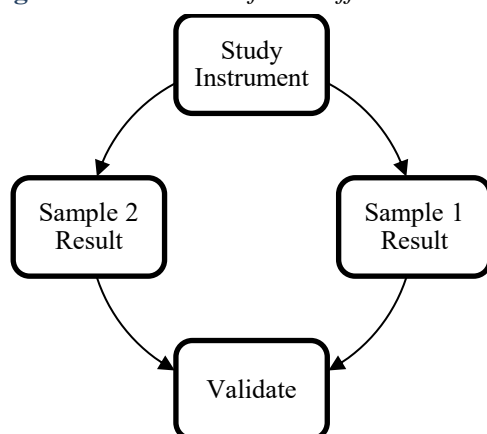 Study
Instrument
Sample 2
Result
Sample 1
Result
Validate